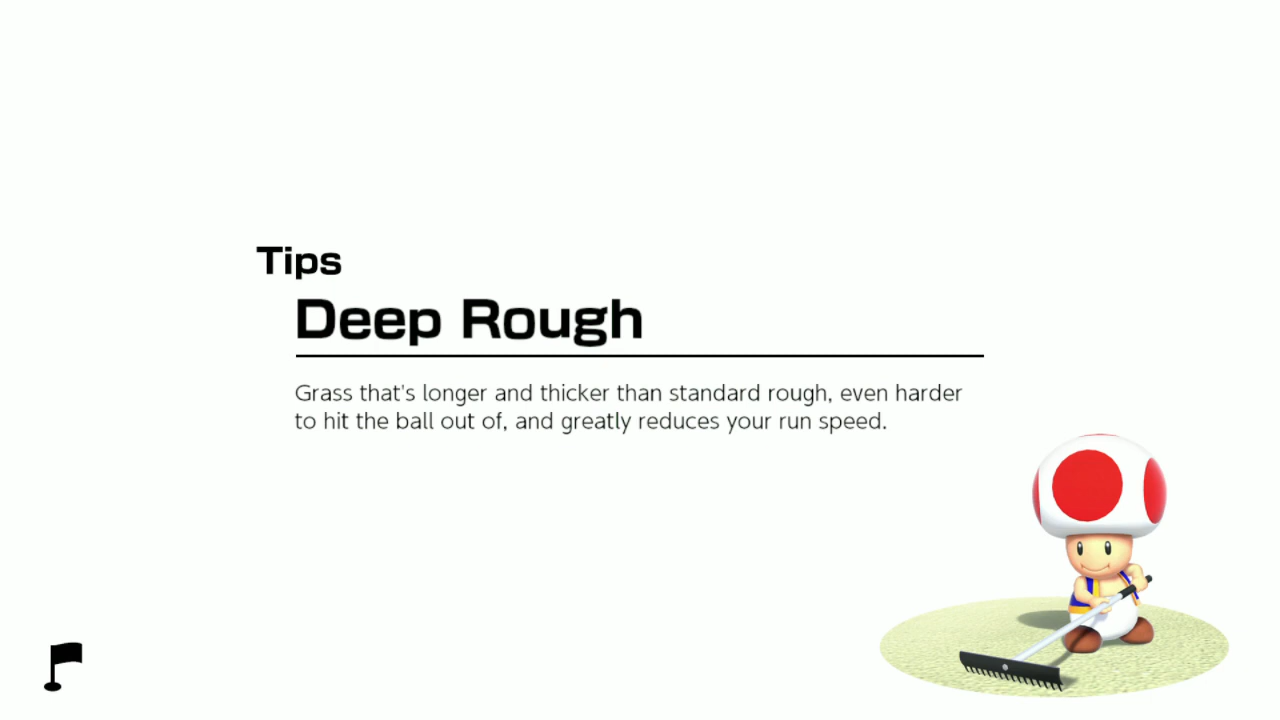 Tips
Deep Rough
Grass that's longer and thicker than standard rough, even harder
to hit the ball out of, and greatly reduces your run speed.